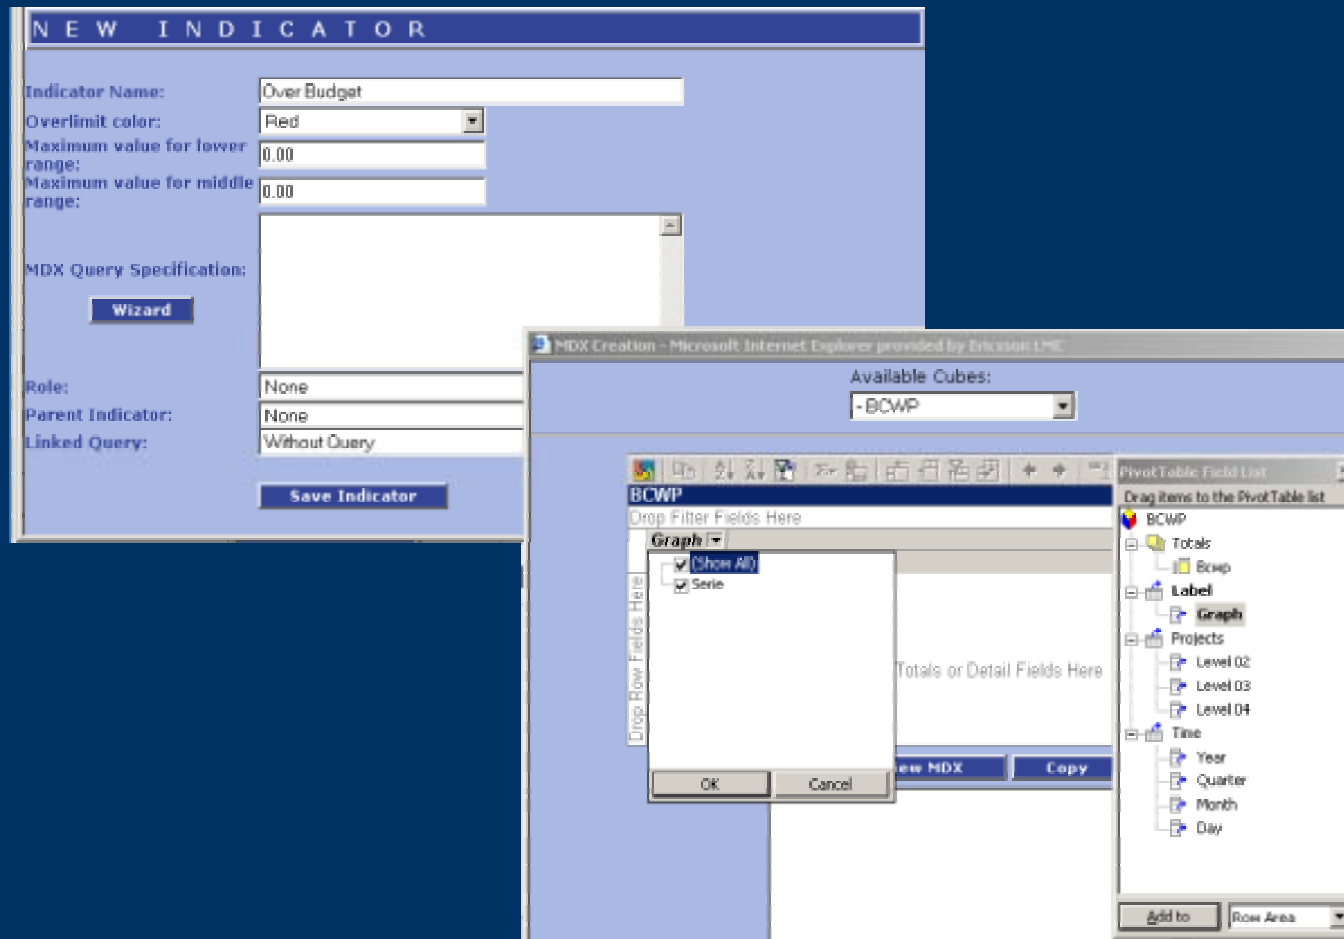 NEW INDICATOR
Indicator Name: Over Budget
Overlimit color: Red
Maximum value for lower
range: 0.00
Maximum value for middle
range: 0.00
MDX Query Specification:
Wizard
Role: None
Parent Indicator: None
Linked Query: Without Query
Save Indicator
MDX Creation - Microsoft Internet Explorer provided by Ericsson LMC
Available Cubes:
- BCWP
BCWP
Drop Filter Fields Here
Graph
(Show All)
Serie
Drop Row Fields Here
Totals or Detail Fields Here
OK Cancel
ew MDX
Copy
PivotTable Field List
Drag items to the PivotTable list
BCWP
Totals
Bcwp
Label
Graph
Projects
Level 02
Level 03
Level 04
Time
Year
Quarter
Month
Day
Add to
Row Area